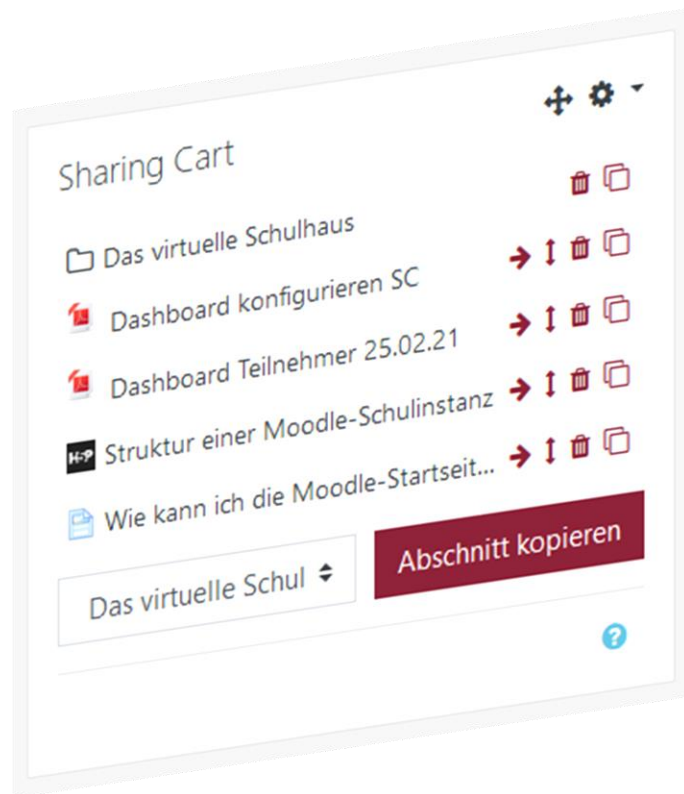 Sharing Cart
Das virtuelle Schulhaus
Dashboard konfigurieren SC
Dashboard Teilnehmer 25.02.21
H-P Struktur einer Moodle-Schulinstanz
Wie kann ich die Moodle-Startseit...
Das virtuelle Schul Abschnitt kopieren
?